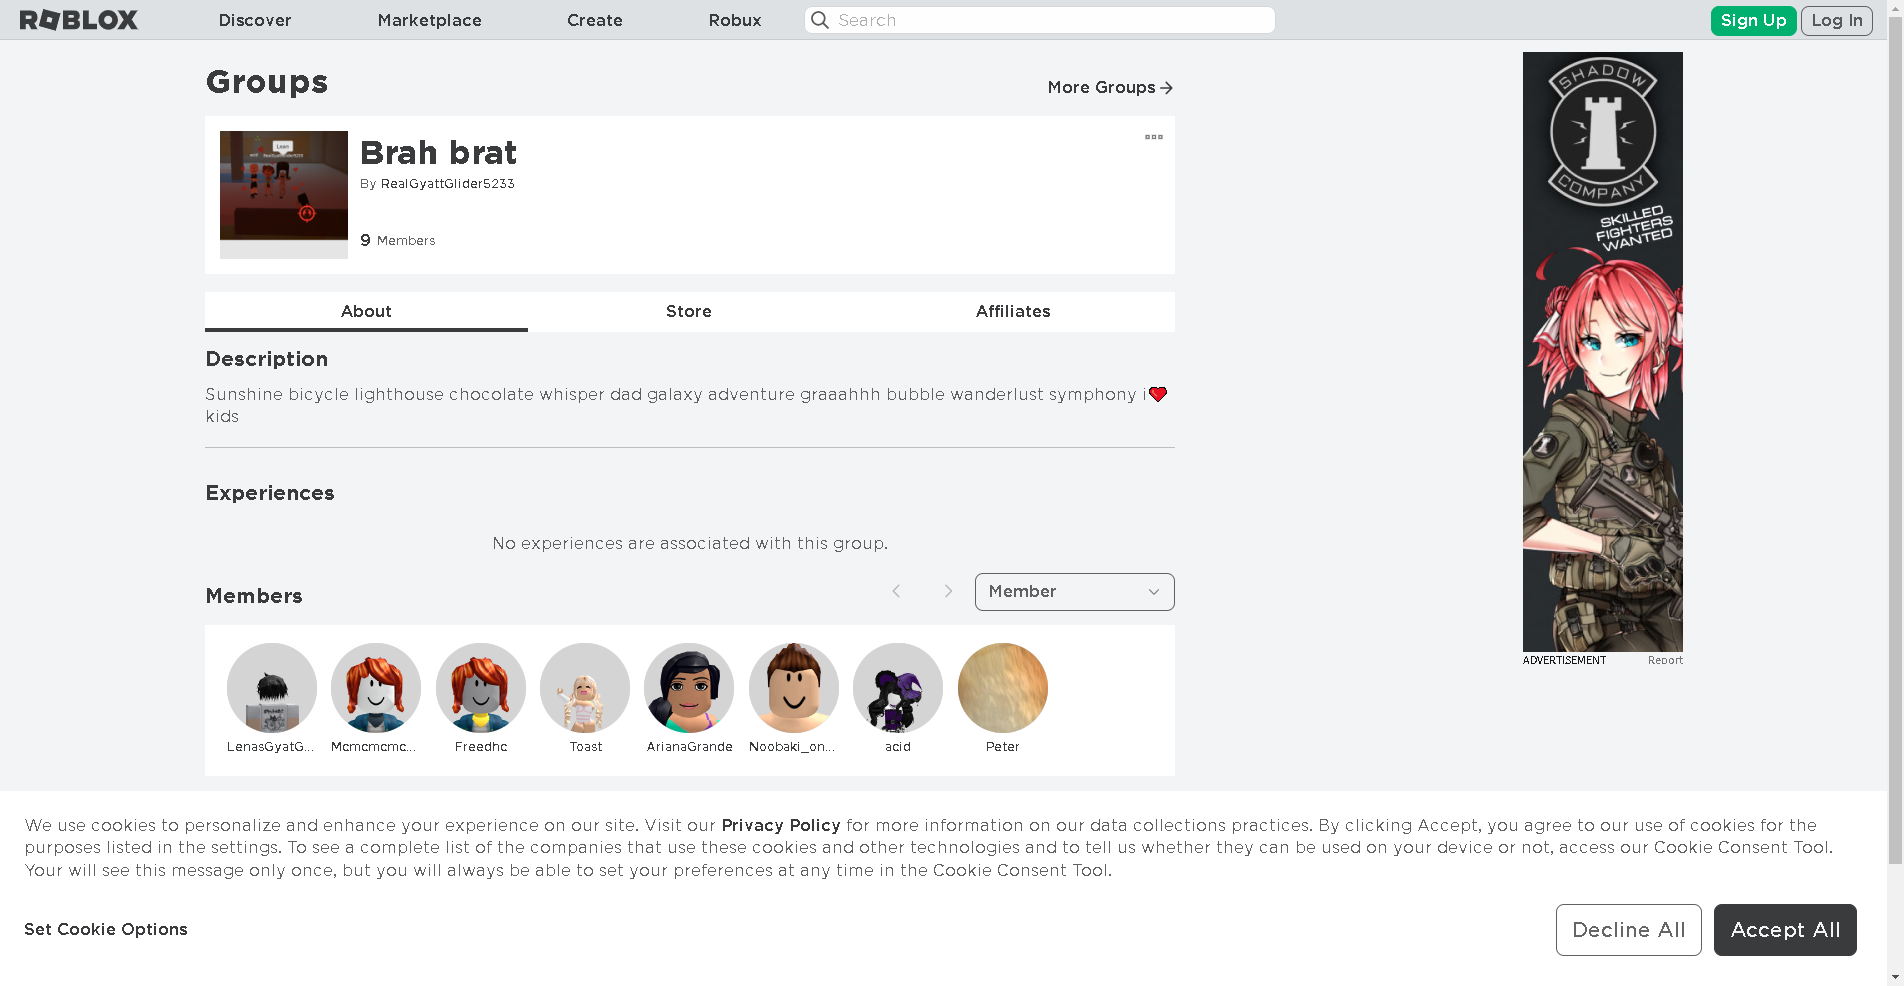 ROBLOX
Discover
Marketplace
Create
Robux
Search
Sign Up
Log In
Groups
More Groups
Brah brat
By RealGyattGlider5233
9 Members
About
Store
Affiliates
Description
Sunshine bicycle lighthouse chocolate whisper dad galaxy adventure graaahhh bubble wanderlust symphony i❤
kids
Experiences
No experiences are associated with this group.
Members
Member
LenasGyatG...
Mcmcmcmc...
Freedhc
Toast
ArianaGrande
Noobaki_on...
acid
Peter
SHADOW
COMPANY
SKILLED
FIGHTERS
WANTED
ADVERTISEMENT
Report
We use cookies to personalize and enhance your experience on our site. Visit our Privacy Policy for more information on our data collections practices. By clicking Accept, you agree to our use of cookies for the
purposes listed in the settings. To see a complete list of the companies that use these cookies and other technologies and to tell us whether they can be used on your device or not, access our Cookie Consent Tool.
Your will see this message only once, but you will always be able to set your preferences at any time in the Cookie Consent Tool.
Set Cookie Options
Decline All
Accept All